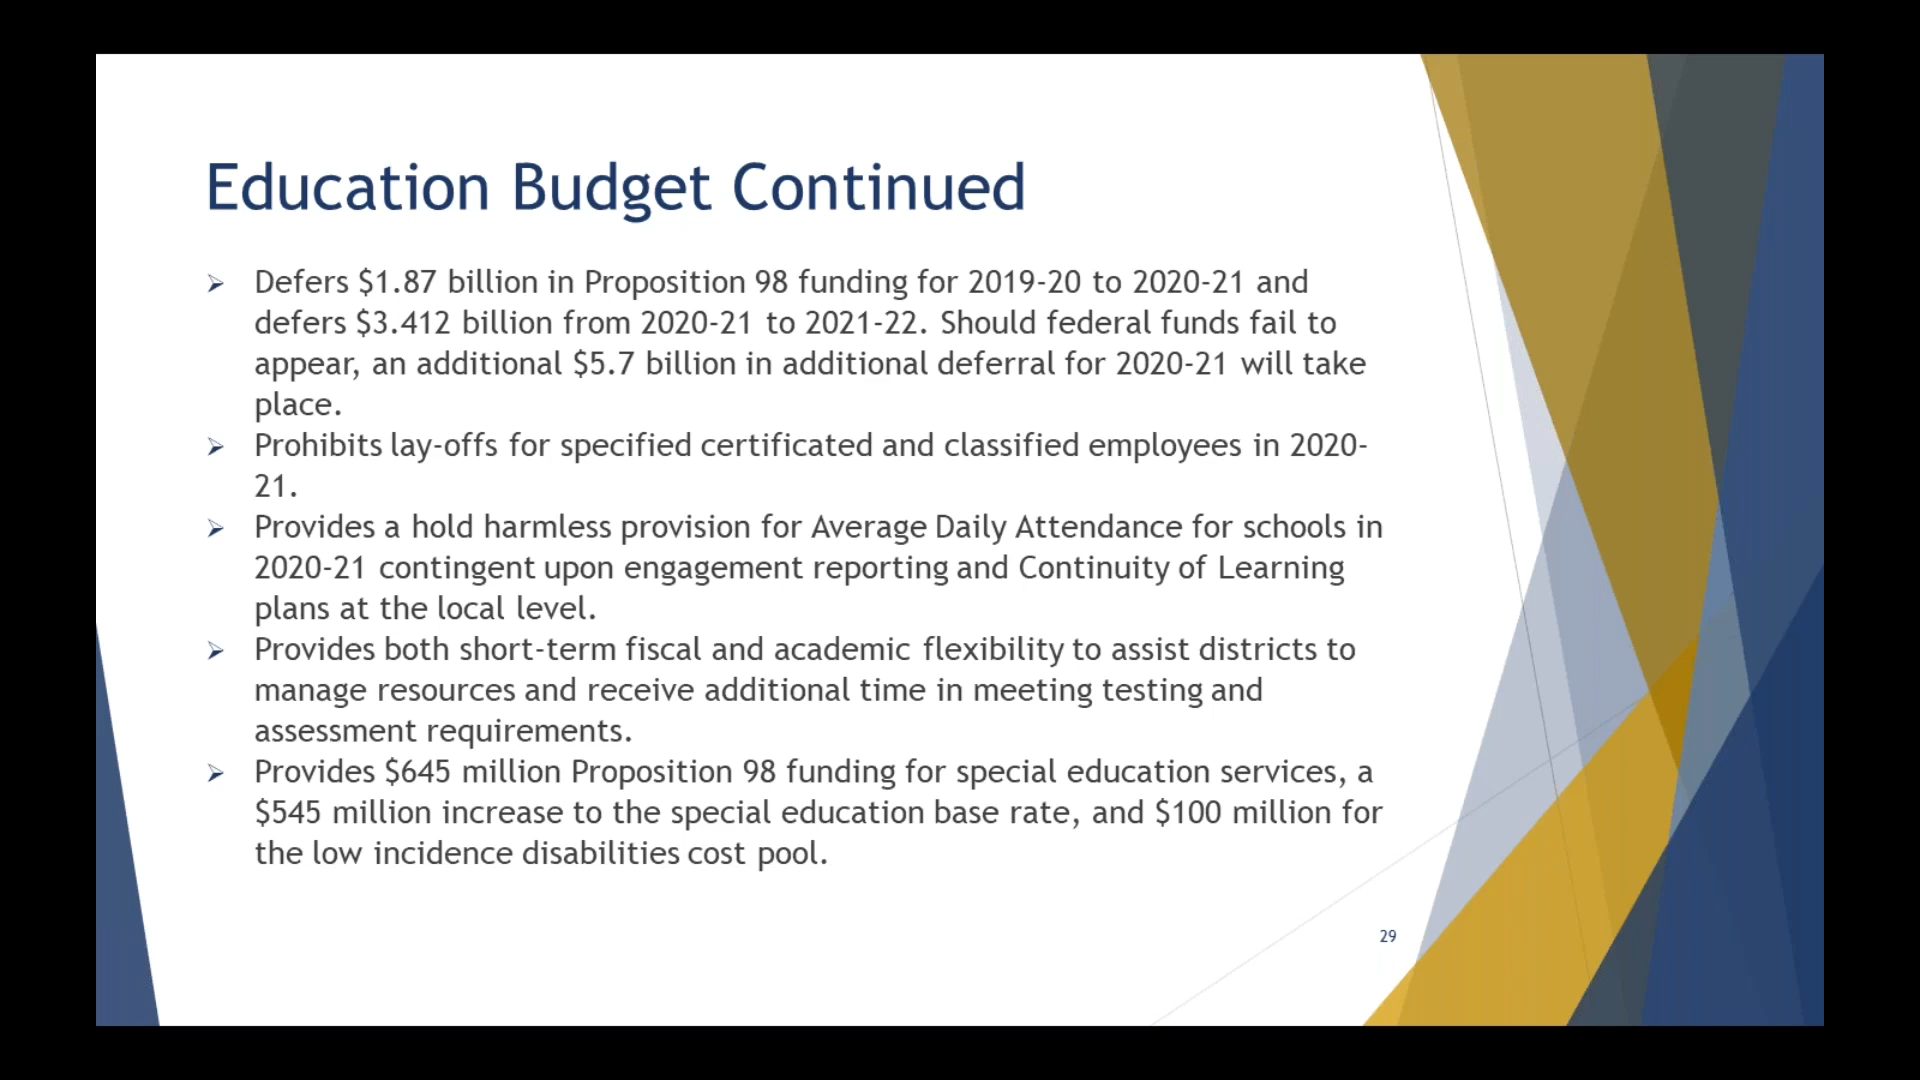 Education Budget Continued
Defers $1.87 billion in Proposition 98 funding for 2019-20 to 2020-21 and
defers $3.412 billion from 2020-21 to 2021-22. Should federal funds fail to
appear, an additional $5.7 billion in additional deferral for 2020-21 will take
place.
Prohibits lay-offs for specified certificated and classified employees in 2020-
21.
Provides a hold harmless provision for Average Daily Attendance for schools in
2020-21 contingent upon engagement reporting and Continuity of Learning
plans at the local level.
Provides both short-term fiscal and academic flexibility to assist districts to
manage resources and receive additional time in meeting testing and
assessment requirements.
Provides $645 million Proposition 98 funding for special education services, a
$545 million increase to the special education base rate, and $100 million for
the low incidence disabilities cost pool.
29